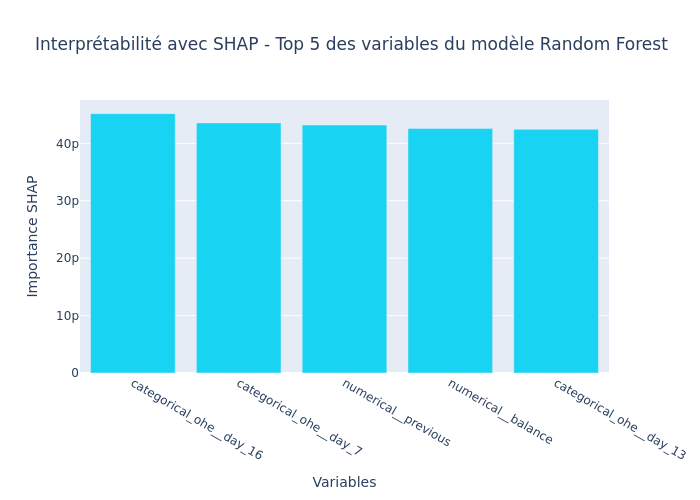 Interprétabilité avec SHAP - Top 5 des variables du modèle Random Forest
Importance SHAP
40p
30p
20p
10p
0
categorical_ohe__day_16
categorical_ohe__day_7
numerical__previous
numerical__balance
categorical_ohe__day_13
Variables